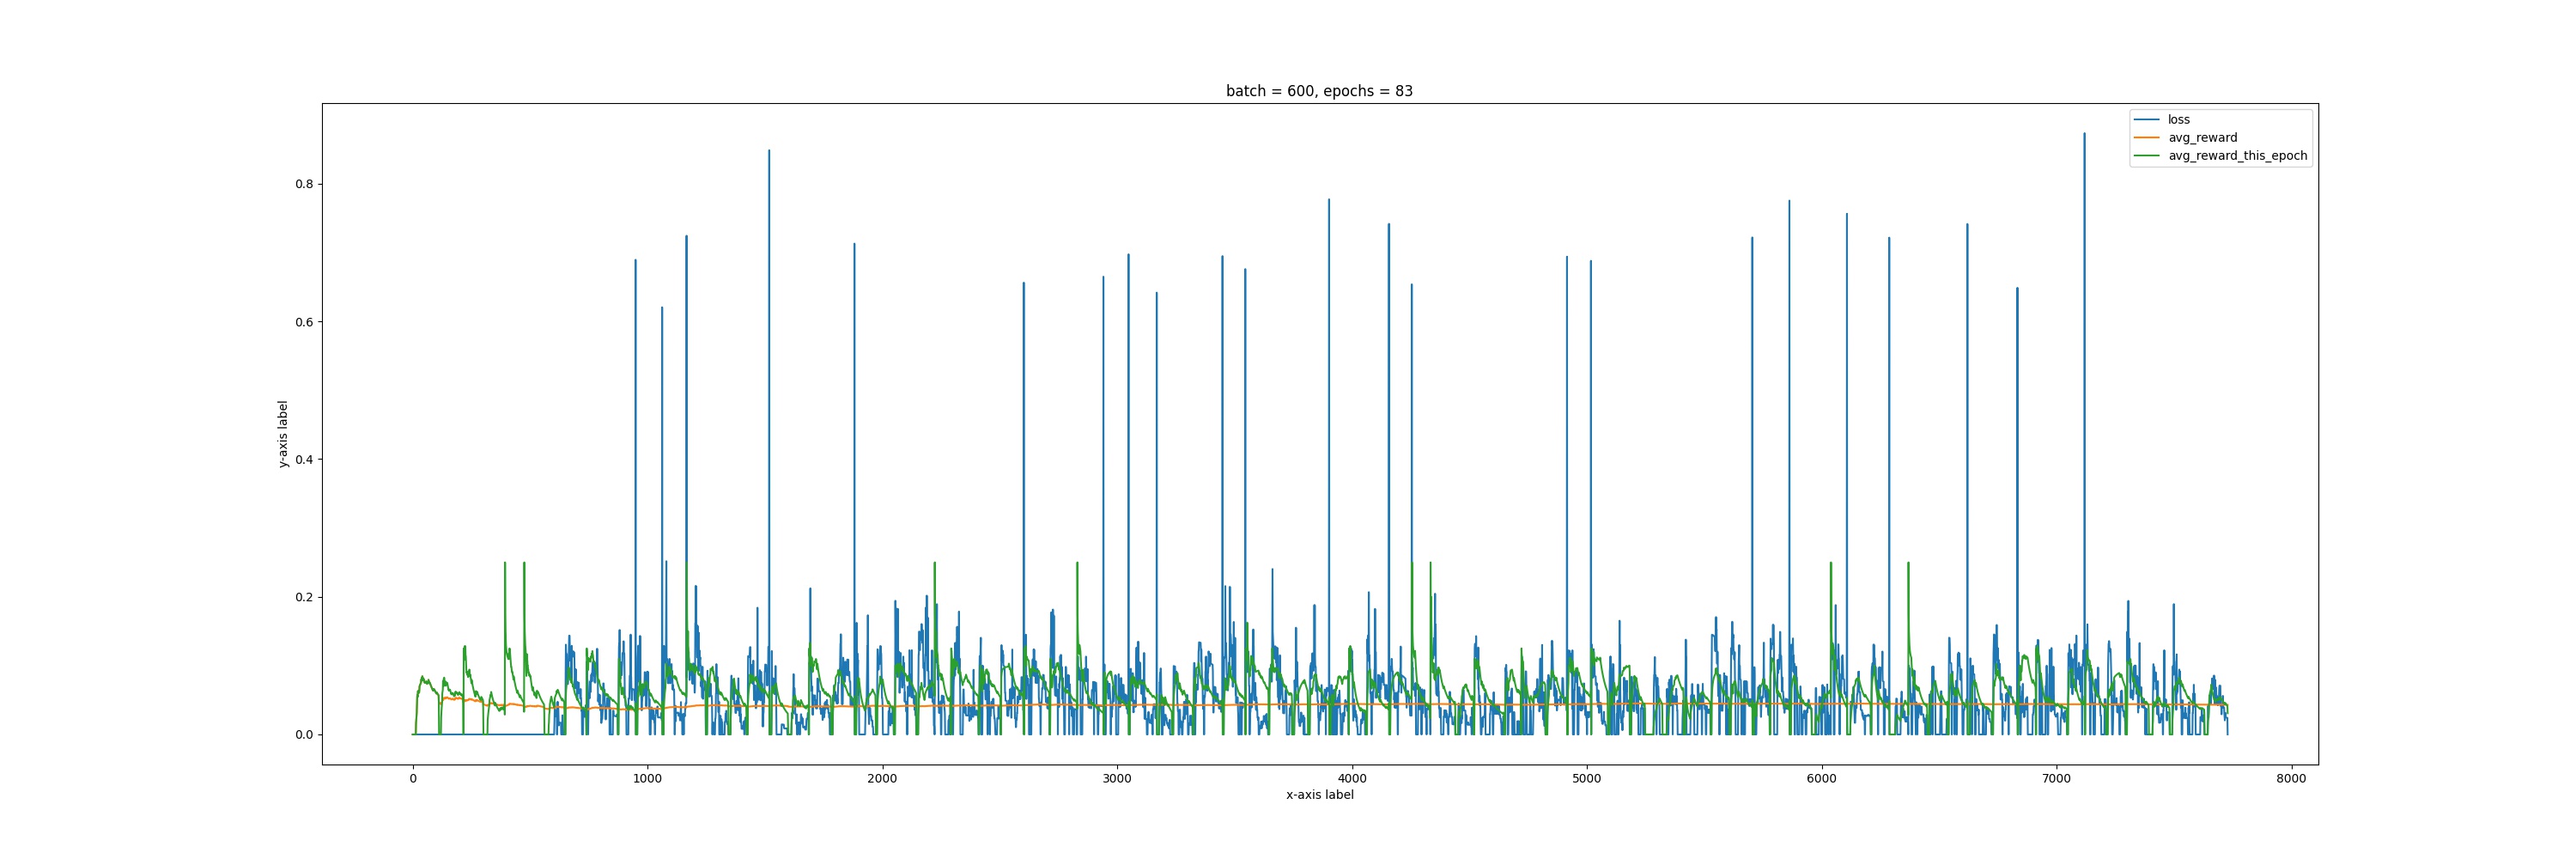 batch = 600, epochs = 83
loss
avg_reward
avg_reward_this_epoch
0.8
0.6
0.4
0.2
0.0
y-axis label
0 1000 2000 3000 4000 5000 6000 7000 8000
x-axis label